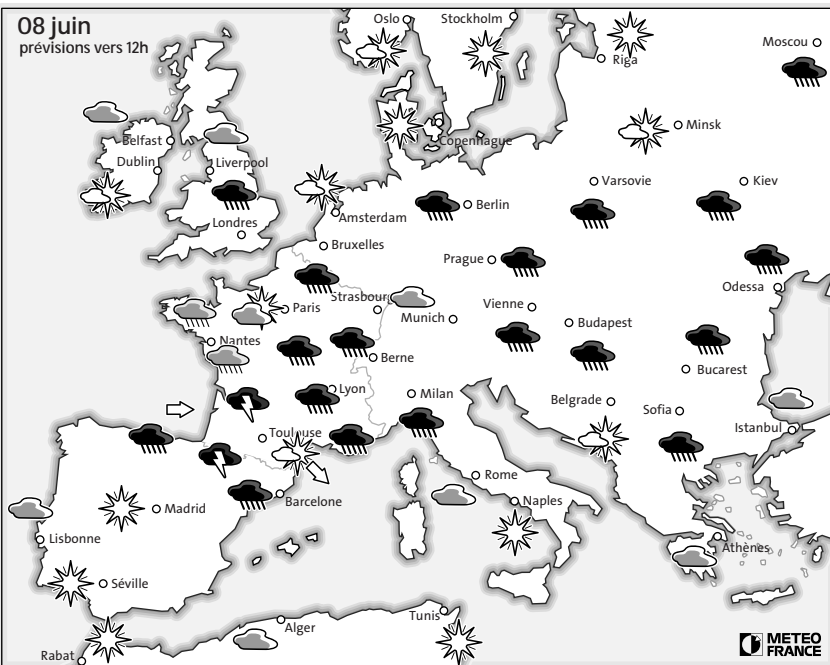 08 juin
prévisions vers 12h
Oslo
Stockholm
Riga
Moscou
Belfast
Copenhague
Minsk
Dublin
Liverpool
Varsovie
Kiev
Londres
Amsterdam
Berlin
Bruxelles
Prague
Odessa
Paris
Strasbourg
Munich
Vienne
Budapest
Nantes
Berne
Bucarest
Lyon
Milan
Belgrade
Sofia
Istanbul
Toulouse
Rome
Madrid
Barcelone
Naples
Lisbonne
Athènes
Séville
Alger
Tunis
Rabat
METEO
FRANCE